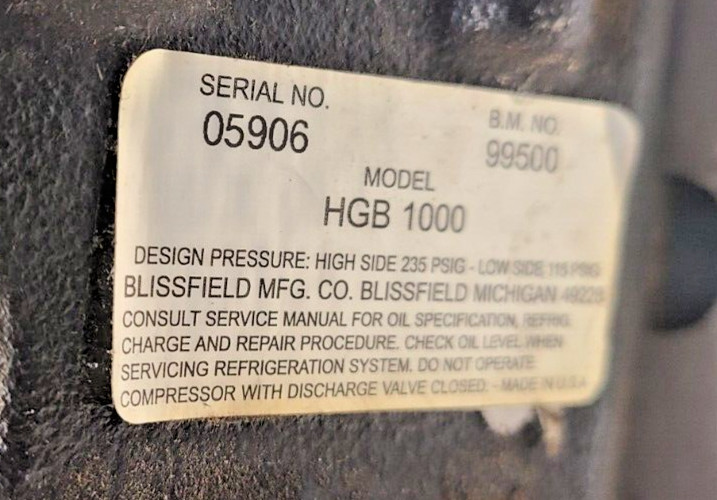 SERIAL NO.
05906
B.M. NO.
99500
MODEL
HGB 1000
DESIGN PRESSURE: HIGH SIDE 235 PSIG - LOW SIDE 115 PSIG
BLISSFIELD MFG. CO. BLISSFIELD MICHIGAN 49228
CONSULT SERVICE MANUAL FOR OIL SPECIFICATION, REFRIG.
CHARGE AND REPAIR PROCEDURE. CHECK OIL LEVEL WHEN
SERVICING REFRIGERATION SYSTEM. DO NOT OPERATE
COMPRESSOR WITH DISCHARGE VALVE CLOSED. - MADE IN U.S.A